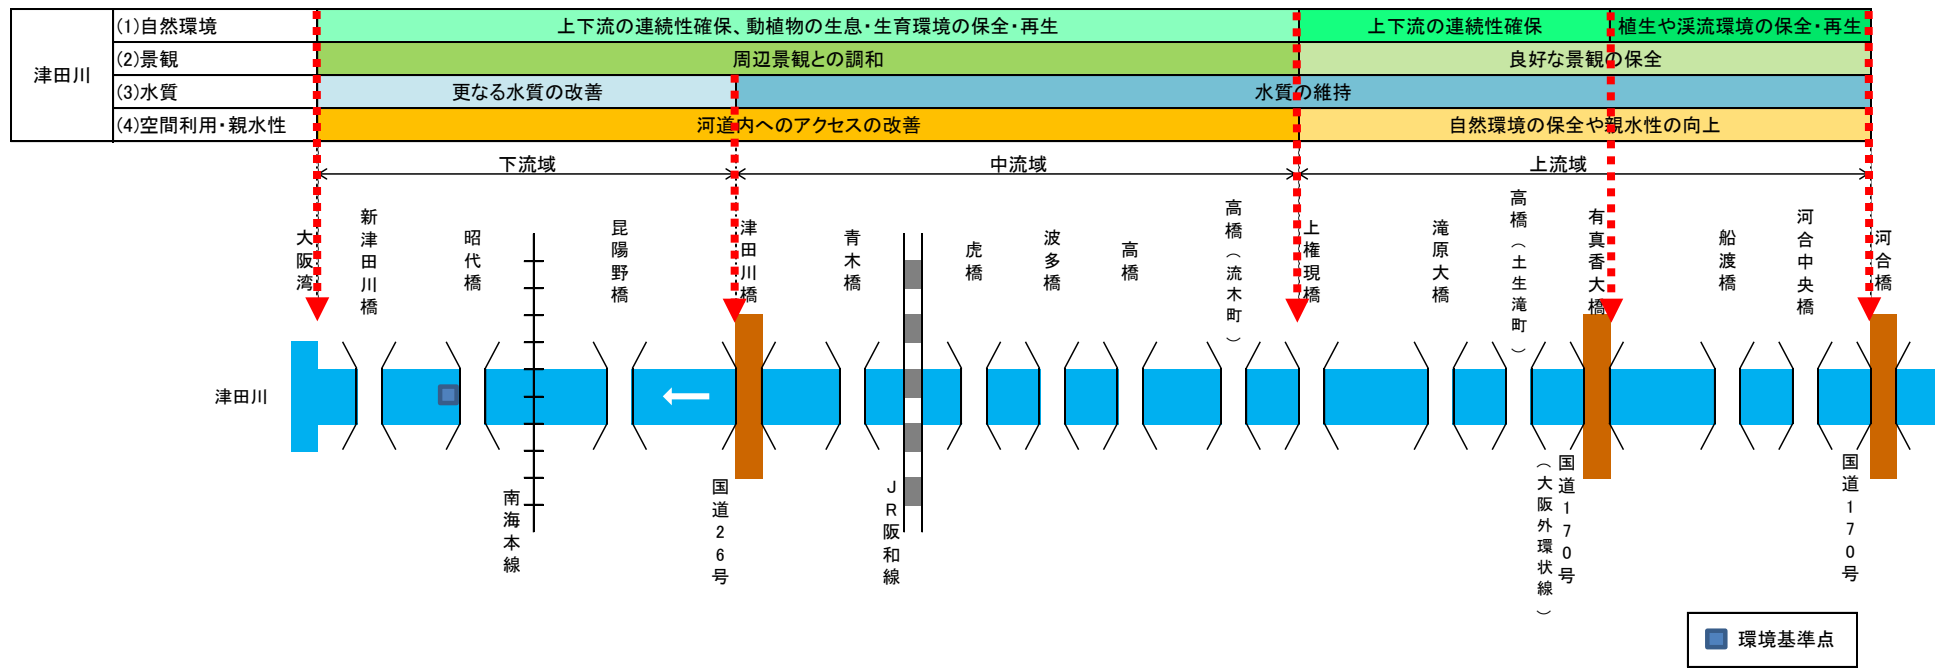 津田川
(1)自然環境
上下流の連続性確保、動植物の生息・生育環境の保全・再生
上下流の連続性確保
植生や渓流環境の保全・再生
(2)景観
周辺景観との調和
良好な景観の保全
(3)水質
更なる水質の改善
水質の維持
(4)空間利用・親水性
河道内へのアクセスの改善
自然環境の保全や親水性の向上
下流域
中流域
上流域
大阪湾
新津田川橋
昭代橋
昆陽野橋
津田川橋
青木橋
虎橋
波多橋
高橋
高橋（流木町）
上権現橋
滝原大橋
高橋（土生滝町）
有真香大橋
船渡橋
河合中央橋
河合橋
津田川
南海本線
国道26号
JR阪和線
国道170号
（大阪外環状線）
国道170号
環境基準点